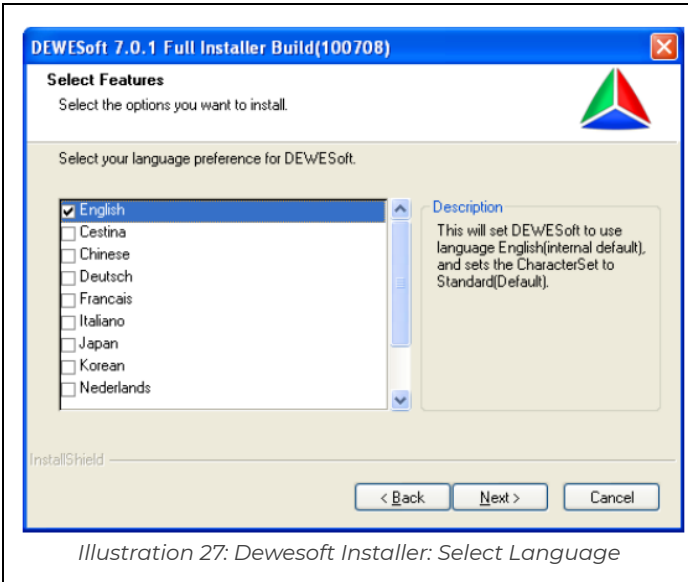 DEWESoft 7.0.1 Full Installer Build(100708)
Select Features
Select the options you want to install.
Select your language preference for DEWESoft.
English
Cestina
Chinese
Deutsch
Francais
Italiano
Japan
Korean
Nederlands
Description
This will set DEWESoft to use
language English(internal default),
and sets the CharacterSet to
Standard(Default).
InstallShield
< Back
Next >
Cancel
Illustration 27: Dewesoft Installer: Select Language